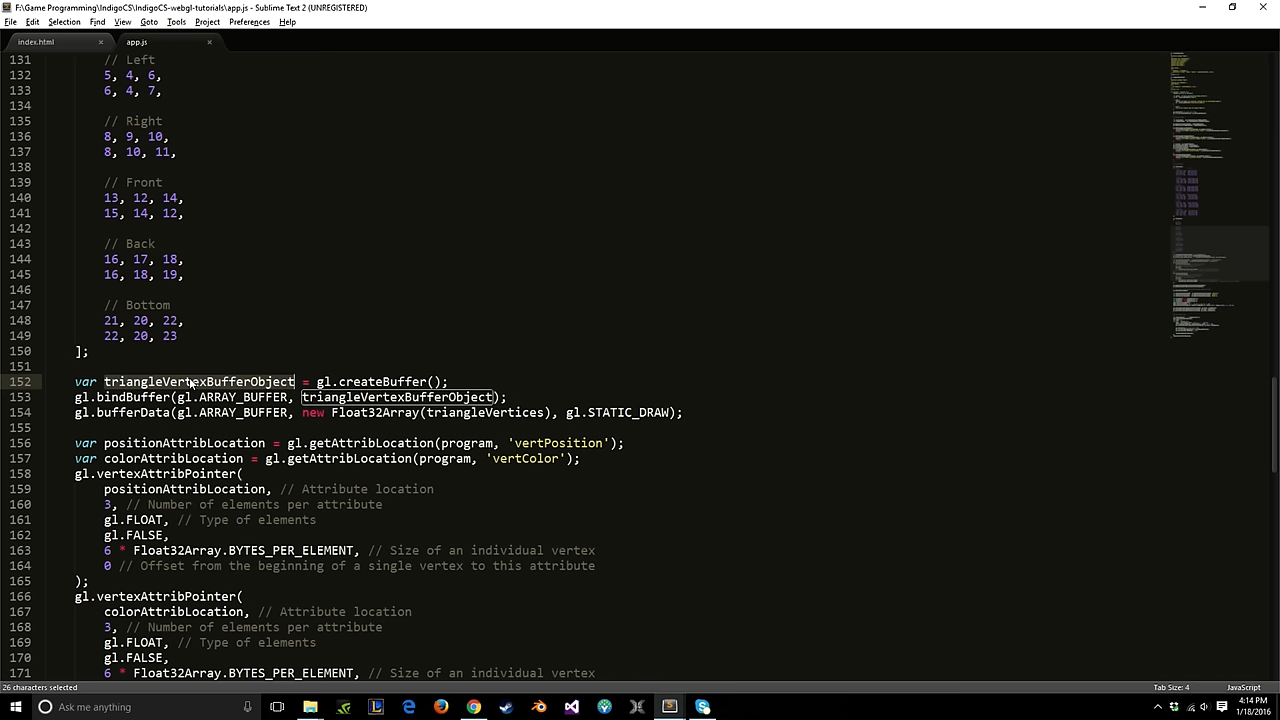 F:\Game Programming\IndigoCS\IndigoCS-webgl-tutorials\app.js - Sublime Text 2 (UNREGISTERED)
File Edit Selection Find View Goto Tools Project Preferences Help
index.html × app.js ×
131 // Left
132 5, 4, 6,
133 6, 4, 7,
134
135 // Right
136 8, 9, 10,
137 8, 10, 11,
138
139 // Front
140 13, 12, 14,
141 15, 14, 12,
142
143 // Back
144 16, 17, 18,
145 16, 18, 19,
146
147 // Bottom
148 21, 20, 22,
149 22, 20, 23
150 ];
151
152 var triangleVertexBufferObject = gl.createBuffer();
153 gl.bindBuffer(gl.ARRAY_BUFFER, triangleVertexBufferObject);
154 gl.bufferData(gl.ARRAY_BUFFER, new Float32Array(triangleVertices), gl.STATIC_DRAW);
155
156 var positionAttribLocation = gl.getAttribLocation(program, 'vertPosition');
157 var colorAttribLocation = gl.getAttribLocation(program, 'vertColor');
158 gl.vertexAttribPointer(
159 positionAttribLocation, // Attribute location
160 3, // Number of elements per attribute
161 gl.FLOAT, // Type of elements
162 gl.FALSE,
163 6 * Float32Array.BYTES_PER_ELEMENT, // Size of an individual vertex
164 0 // Offset from the beginning of a single vertex to this attribute
165 );
166 gl.vertexAttribPointer(
167 colorAttribLocation, // Attribute location
168 3, // Number of elements per attribute
169 gl.FLOAT, // Type of elements
170 gl.FALSE,
171 6 * Float32Array.BYTES_PER_ELEMENT, // Size of an individual vertex
26 characters selected Tab Size: 4 JavaScript
Ask me anything
4:14 PM
1/18/2016